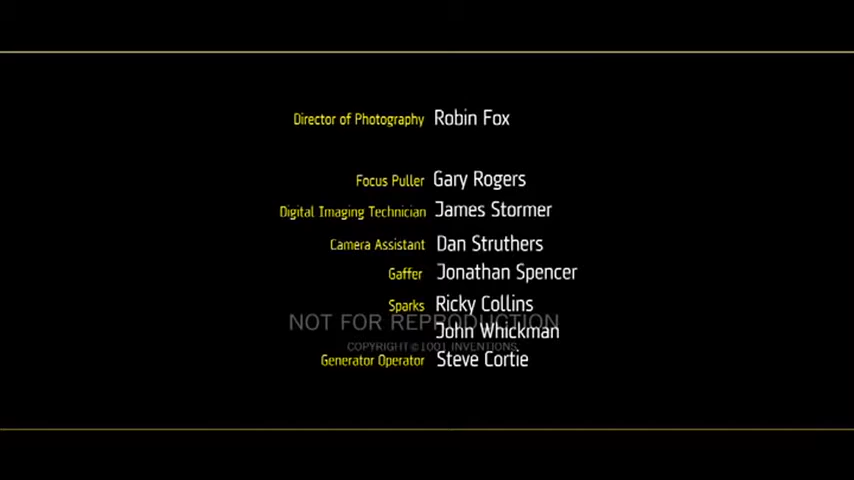 Director of Photography Robin Fox
Focus Puller Gary Rogers
Digital Imaging Technician James Stormer
Camera Assistant Dan Struthers
Gaffer Jonathan Spencer
Sparks Ricky Collins
NOT FOR REPRODUCTION
John Whickman
COPYRIGHT©1001 INVENTIONS.
Generator Operator Steve Cortie